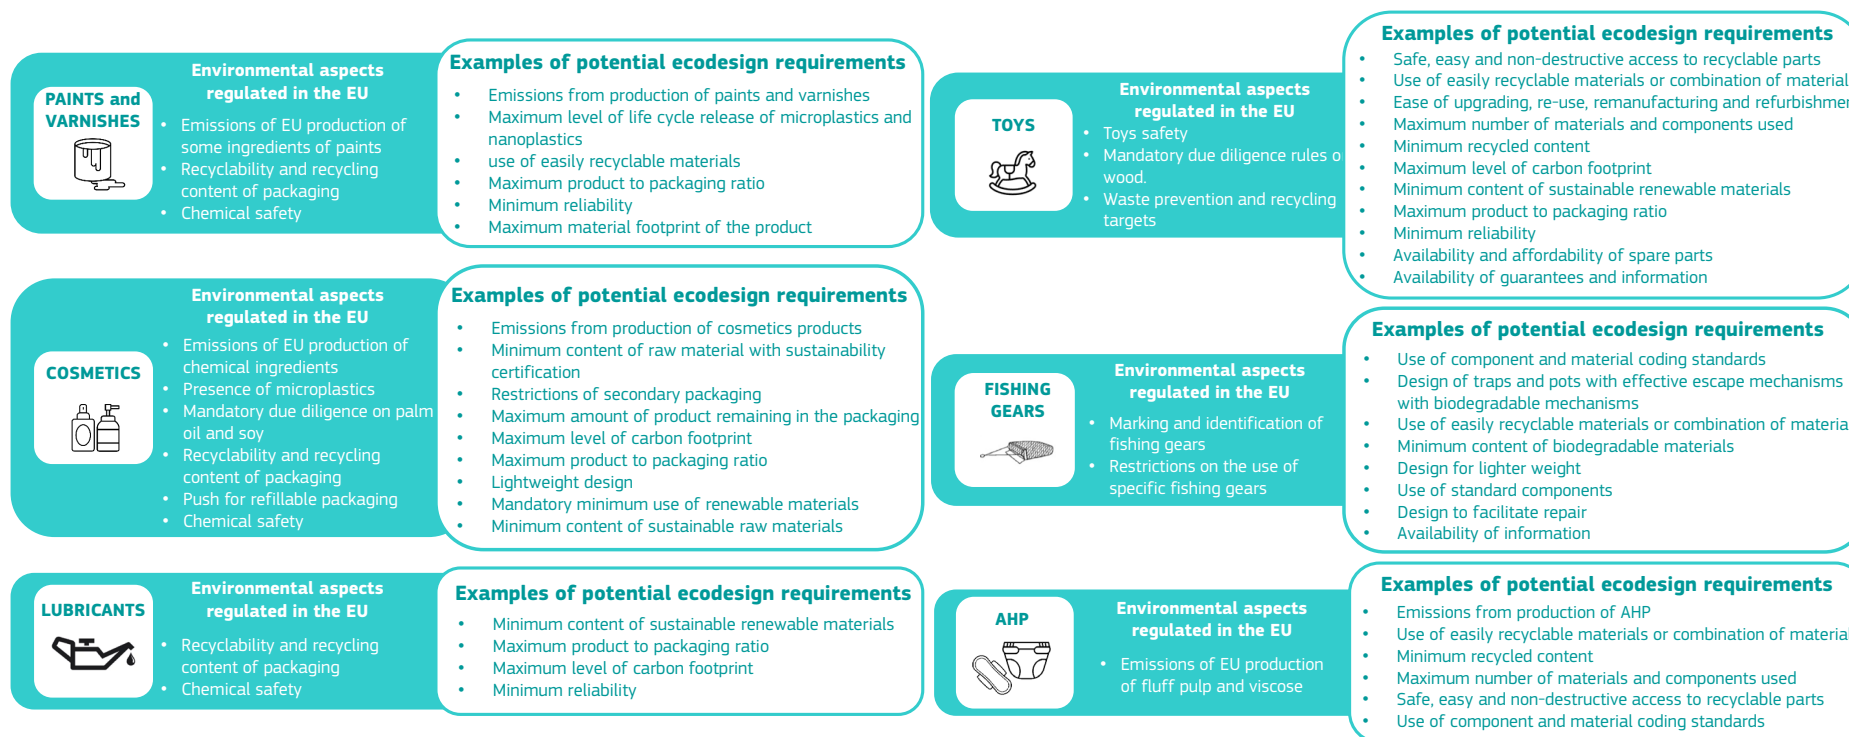 PAINTS and
VARNISHES
Environmental aspects
regulated in the EU
• Emissions of EU production of
some ingredients of paints
• Recyclability and recycling
content of packaging
• Chemical safety
Examples of potential ecodesign requirements
• Emissions from production of paints and varnishes
• Maximum level of life cycle release of microplastics and
nanoplastics
• use of easily recyclable materials
• Maximum product to packaging ratio
• Minimum reliability
• Maximum material footprint of the product
COSMETICS
Environmental aspects
regulated in the EU
• Emissions of EU production of
chemical ingredients
• Presence of microplastics
• Mandatory due diligence on palm
oil and soy
• Recyclability and recycling
content of packaging
• Push for refillable packaging
• Chemical safety
Examples of potential ecodesign requirements
• Emissions from production of cosmetics products
• Minimum content of raw material with sustainability
certification
• Restrictions of secondary packaging
• Maximum amount of product remaining in the packaging
• Maximum level of carbon footprint
• Maximum product to packaging ratio
• Lightweight design
• Mandatory minimum use of renewable materials
• Minimum content of sustainable raw materials
LUBRICANTS
Environmental aspects
regulated in the EU
• Recyclability and recycling
content of packaging
• Chemical safety
Examples of potential ecodesign requirements
• Minimum content of sustainable renewable materials
• Maximum product to packaging ratio
• Maximum level of carbon footprint
• Minimum reliability
TOYS
Environmental aspects
regulated in the EU
• Toys safety
• Mandatory due diligence rules o
wood.
• Waste prevention and recycling
targets
Examples of potential ecodesign requirements
• Safe, easy and non-destructive access to recyclable parts
• Use of easily recyclable materials or combination of material
• Ease of upgrading, re-use, remanufacturing and refurbishmen
• Maximum number of materials and components used
• Minimum recycled content
• Maximum level of carbon footprint
• Minimum content of sustainable renewable materials
• Maximum product to packaging ratio
• Minimum reliability
• Availability and affordability of spare parts
• Availability of guarantees and information
FISHING
GEARS
Environmental aspects
regulated in the EU
• Marking and identification of
fishing gears
• Restrictions on the use of
specific fishing gears
Examples of potential ecodesign requirements
• Use of component and material coding standards
• Design of traps and pots with effective escape mechanisms
with biodegradable mechanisms
• Use of easily recyclable materials or combination of materia
• Minimum content of biodegradable materials
• Design for lighter weight
• Use of standard components
• Design to facilitate repair
• Availability of information
AHP
Environmental aspects
regulated in the EU
• Emissions of EU production
of fluff pulp and viscose
Examples of potential ecodesign requirements
• Emissions from production of AHP
• Use of easily recyclable materials or combination of material
• Minimum recycled content
• Maximum number of materials and components used
• Safe, easy and non-destructive access to recyclable parts
• Use of component and material coding standards